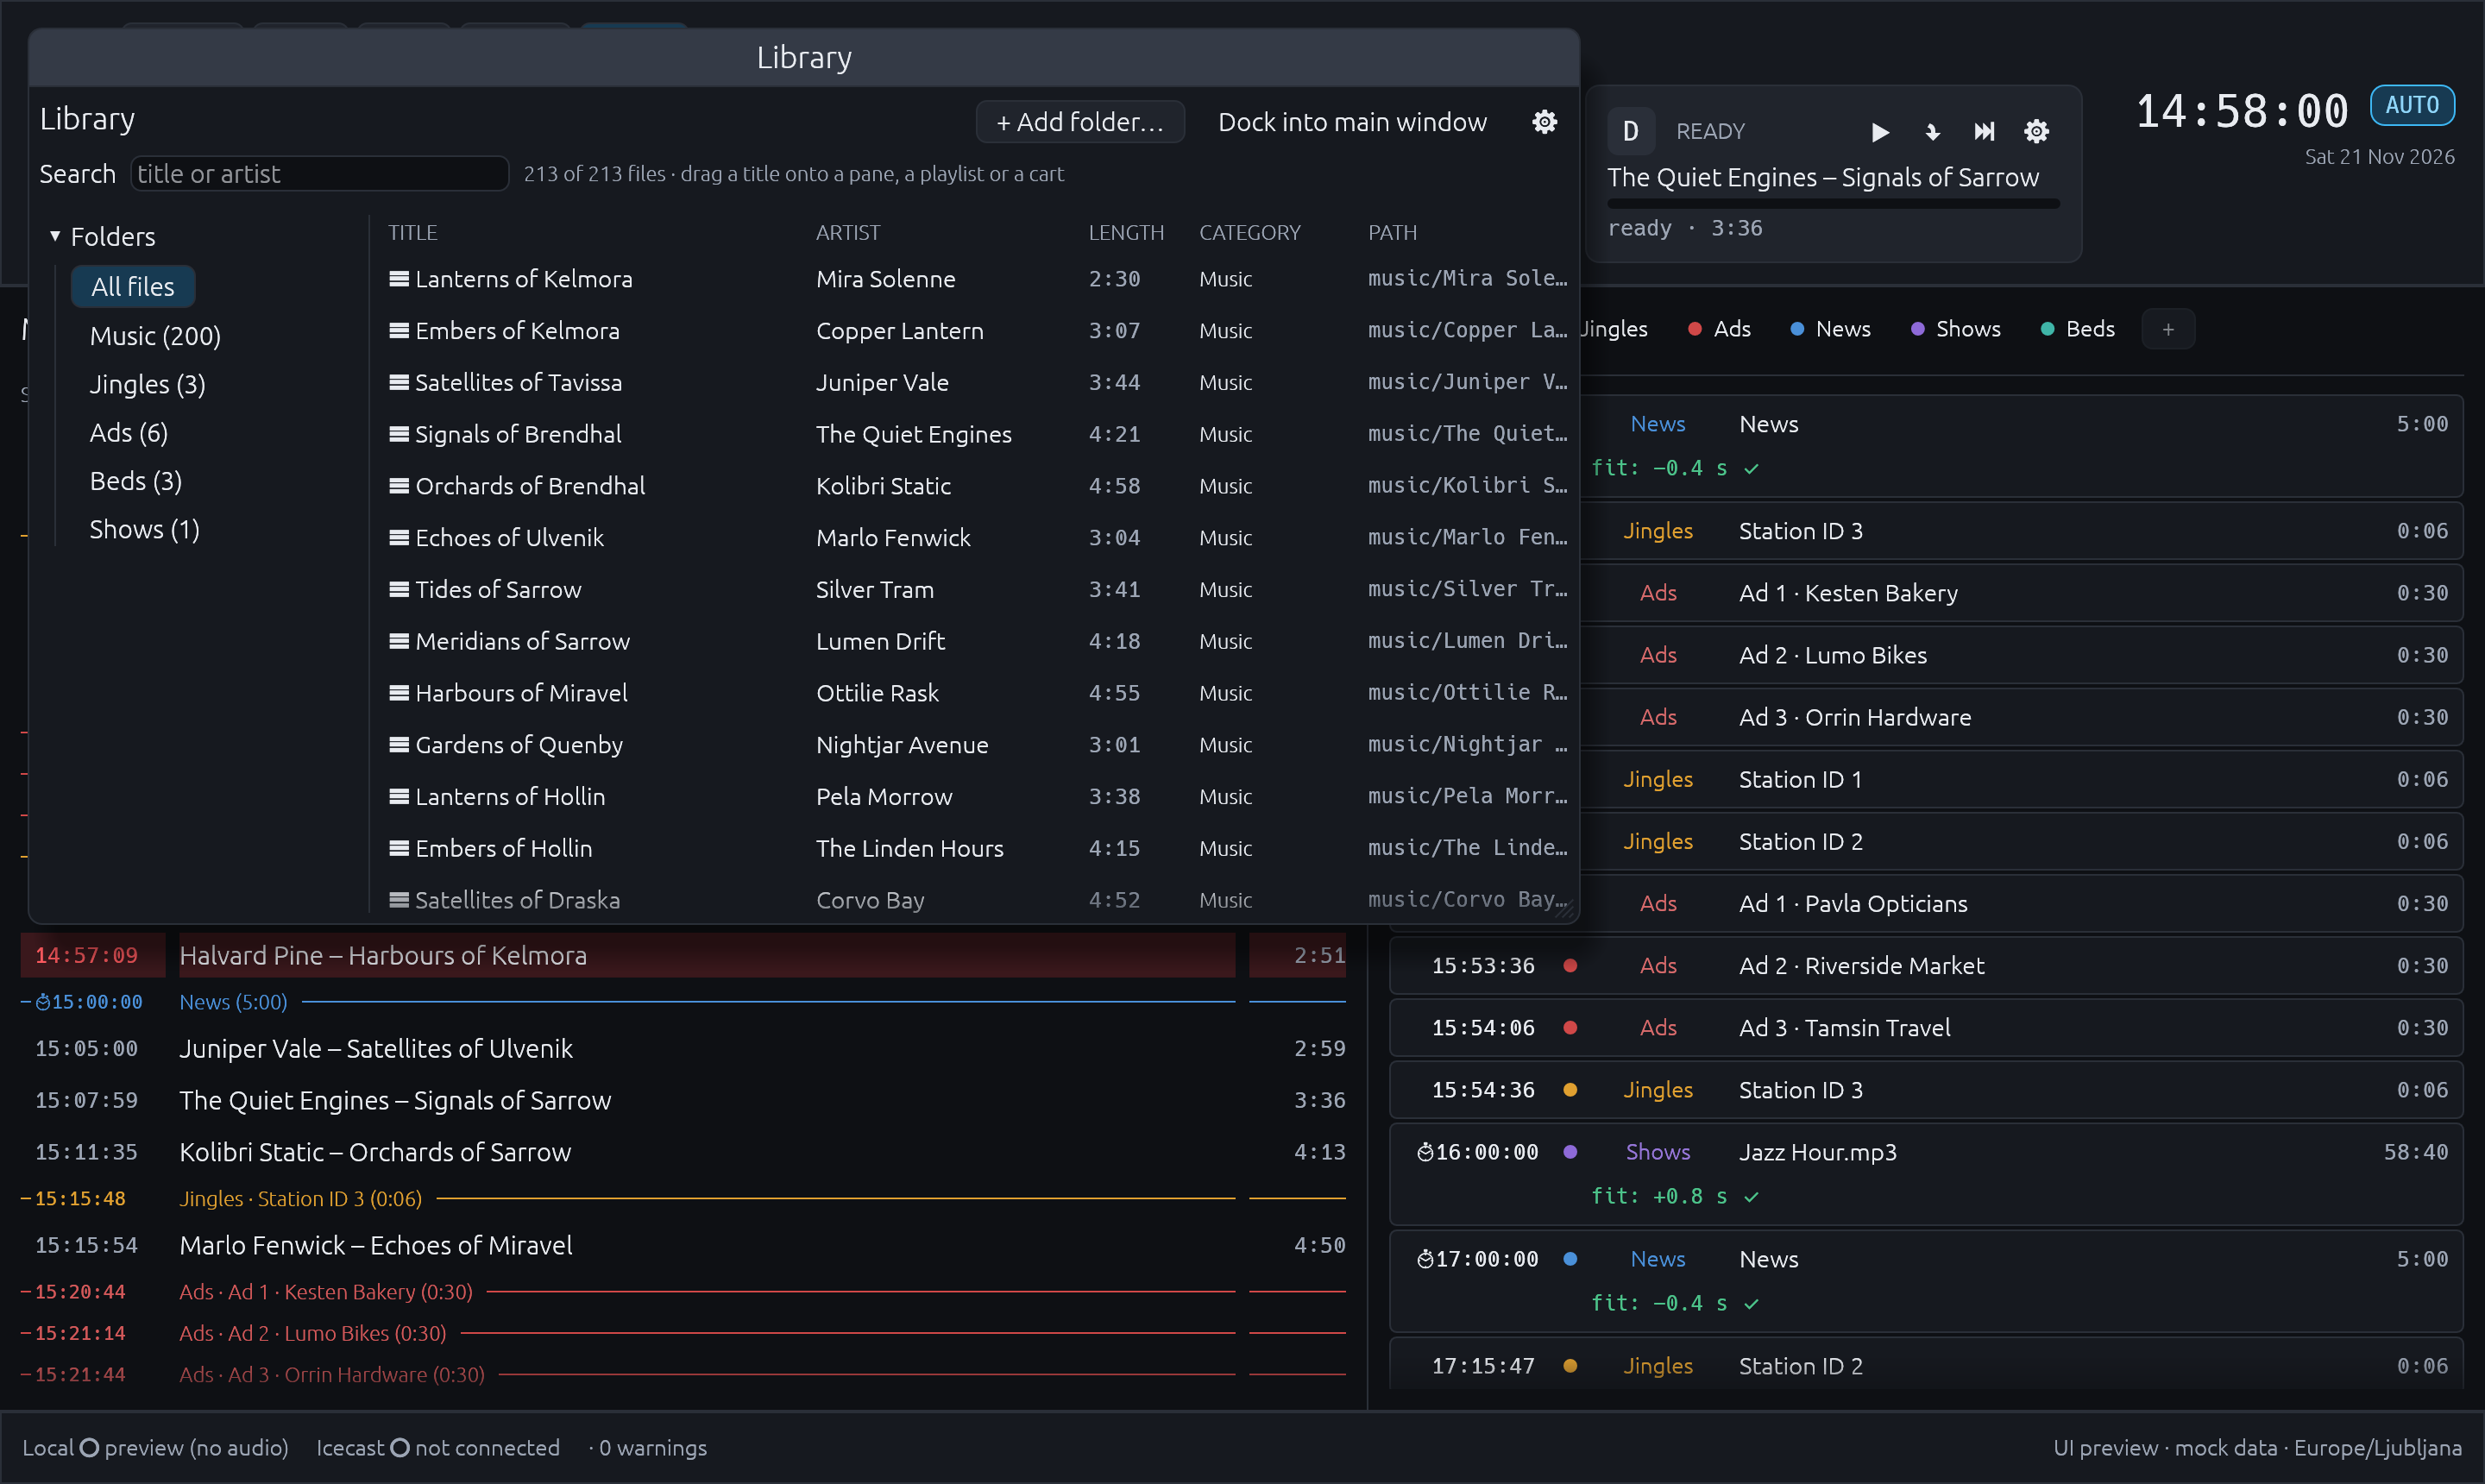 Library
Library
+ Add folder…
Dock into main window
Search
title or artist
213 of 213 files · drag a title onto a pane, a playlist or a cart
▼ Folders
All files
Music (200)
Jingles (3)
Ads (6)
Beds (3)
Shows (1)
TITLE ARTIST LENGTH CATEGORY PATH
Lanterns of Kelmora Mira Solenne 2:30 Music music/Mira Sole…
Embers of Kelmora Copper Lantern 3:07 Music music/Copper La…
Satellites of Tavissa Juniper Vale 3:44 Music music/Juniper V…
Signals of Brendhal The Quiet Engines 4:21 Music music/The Quiet…
Orchards of Brendhal Kolibri Static 4:58 Music music/Kolibri S…
Echoes of Ulvenik Marlo Fenwick 3:04 Music music/Marlo Fen…
Tides of Sarrow Silver Tram 3:41 Music music/Silver Tr…
Meridians of Sarrow Lumen Drift 4:18 Music music/Lumen Dri…
Harbours of Miravel Ottilie Rask 4:55 Music music/Ottilie R…
Gardens of Quenby Nightjar Avenue 3:01 Music music/Nightjar …
Lanterns of Hollin Pela Morrow 3:38 Music music/Pela Morr…
Embers of Hollin The Linden Hours 4:15 Music music/The Linde…
Satellites of Draska Corvo Bay 4:52 Music music/Corvo Bay…
D READY
The Quiet Engines – Signals of Sarrow
ready · 3:36
14:58:00 AUTO
Sat 21 Nov 2026
Jingles Ads News Shows Beds +
News News 5:00
fit: −0.4 s ✓
Jingles Station ID 3 0:06
Ads Ad 1 · Kesten Bakery 0:30
Ads Ad 2 · Lumo Bikes 0:30
Ads Ad 3 · Orrin Hardware 0:30
Jingles Station ID 1 0:06
Jingles Station ID 2 0:06
Ads Ad 1 · Pavla Opticians 0:30
15:53:36 Ads Ad 2 · Riverside Market 0:30
15:54:06 Ads Ad 3 · Tamsin Travel 0:30
15:54:36 Jingles Station ID 3 0:06
16:00:00 Shows Jazz Hour.mp3 58:40
fit: +0.8 s ✓
17:00:00 News News 5:00
fit: −0.4 s ✓
17:15:47 Jingles Station ID 2 0:06
14:57:09 Halvard Pine – Harbours of Kelmora 2:51
15:00:00 News (5:00)
15:05:00 Juniper Vale – Satellites of Ulvenik 2:59
15:07:59 The Quiet Engines – Signals of Sarrow 3:36
15:11:35 Kolibri Static – Orchards of Sarrow 4:13
15:15:48 Jingles · Station ID 3 (0:06)
15:15:54 Marlo Fenwick – Echoes of Miravel 4:50
15:20:44 Ads · Ad 1 · Kesten Bakery (0:30)
15:21:14 Ads · Ad 2 · Lumo Bikes (0:30)
15:21:44 Ads · Ad 3 · Orrin Hardware (0:30)
Local preview (no audio) Icecast not connected · 0 warnings
UI preview · mock data · Europe/Ljubljana